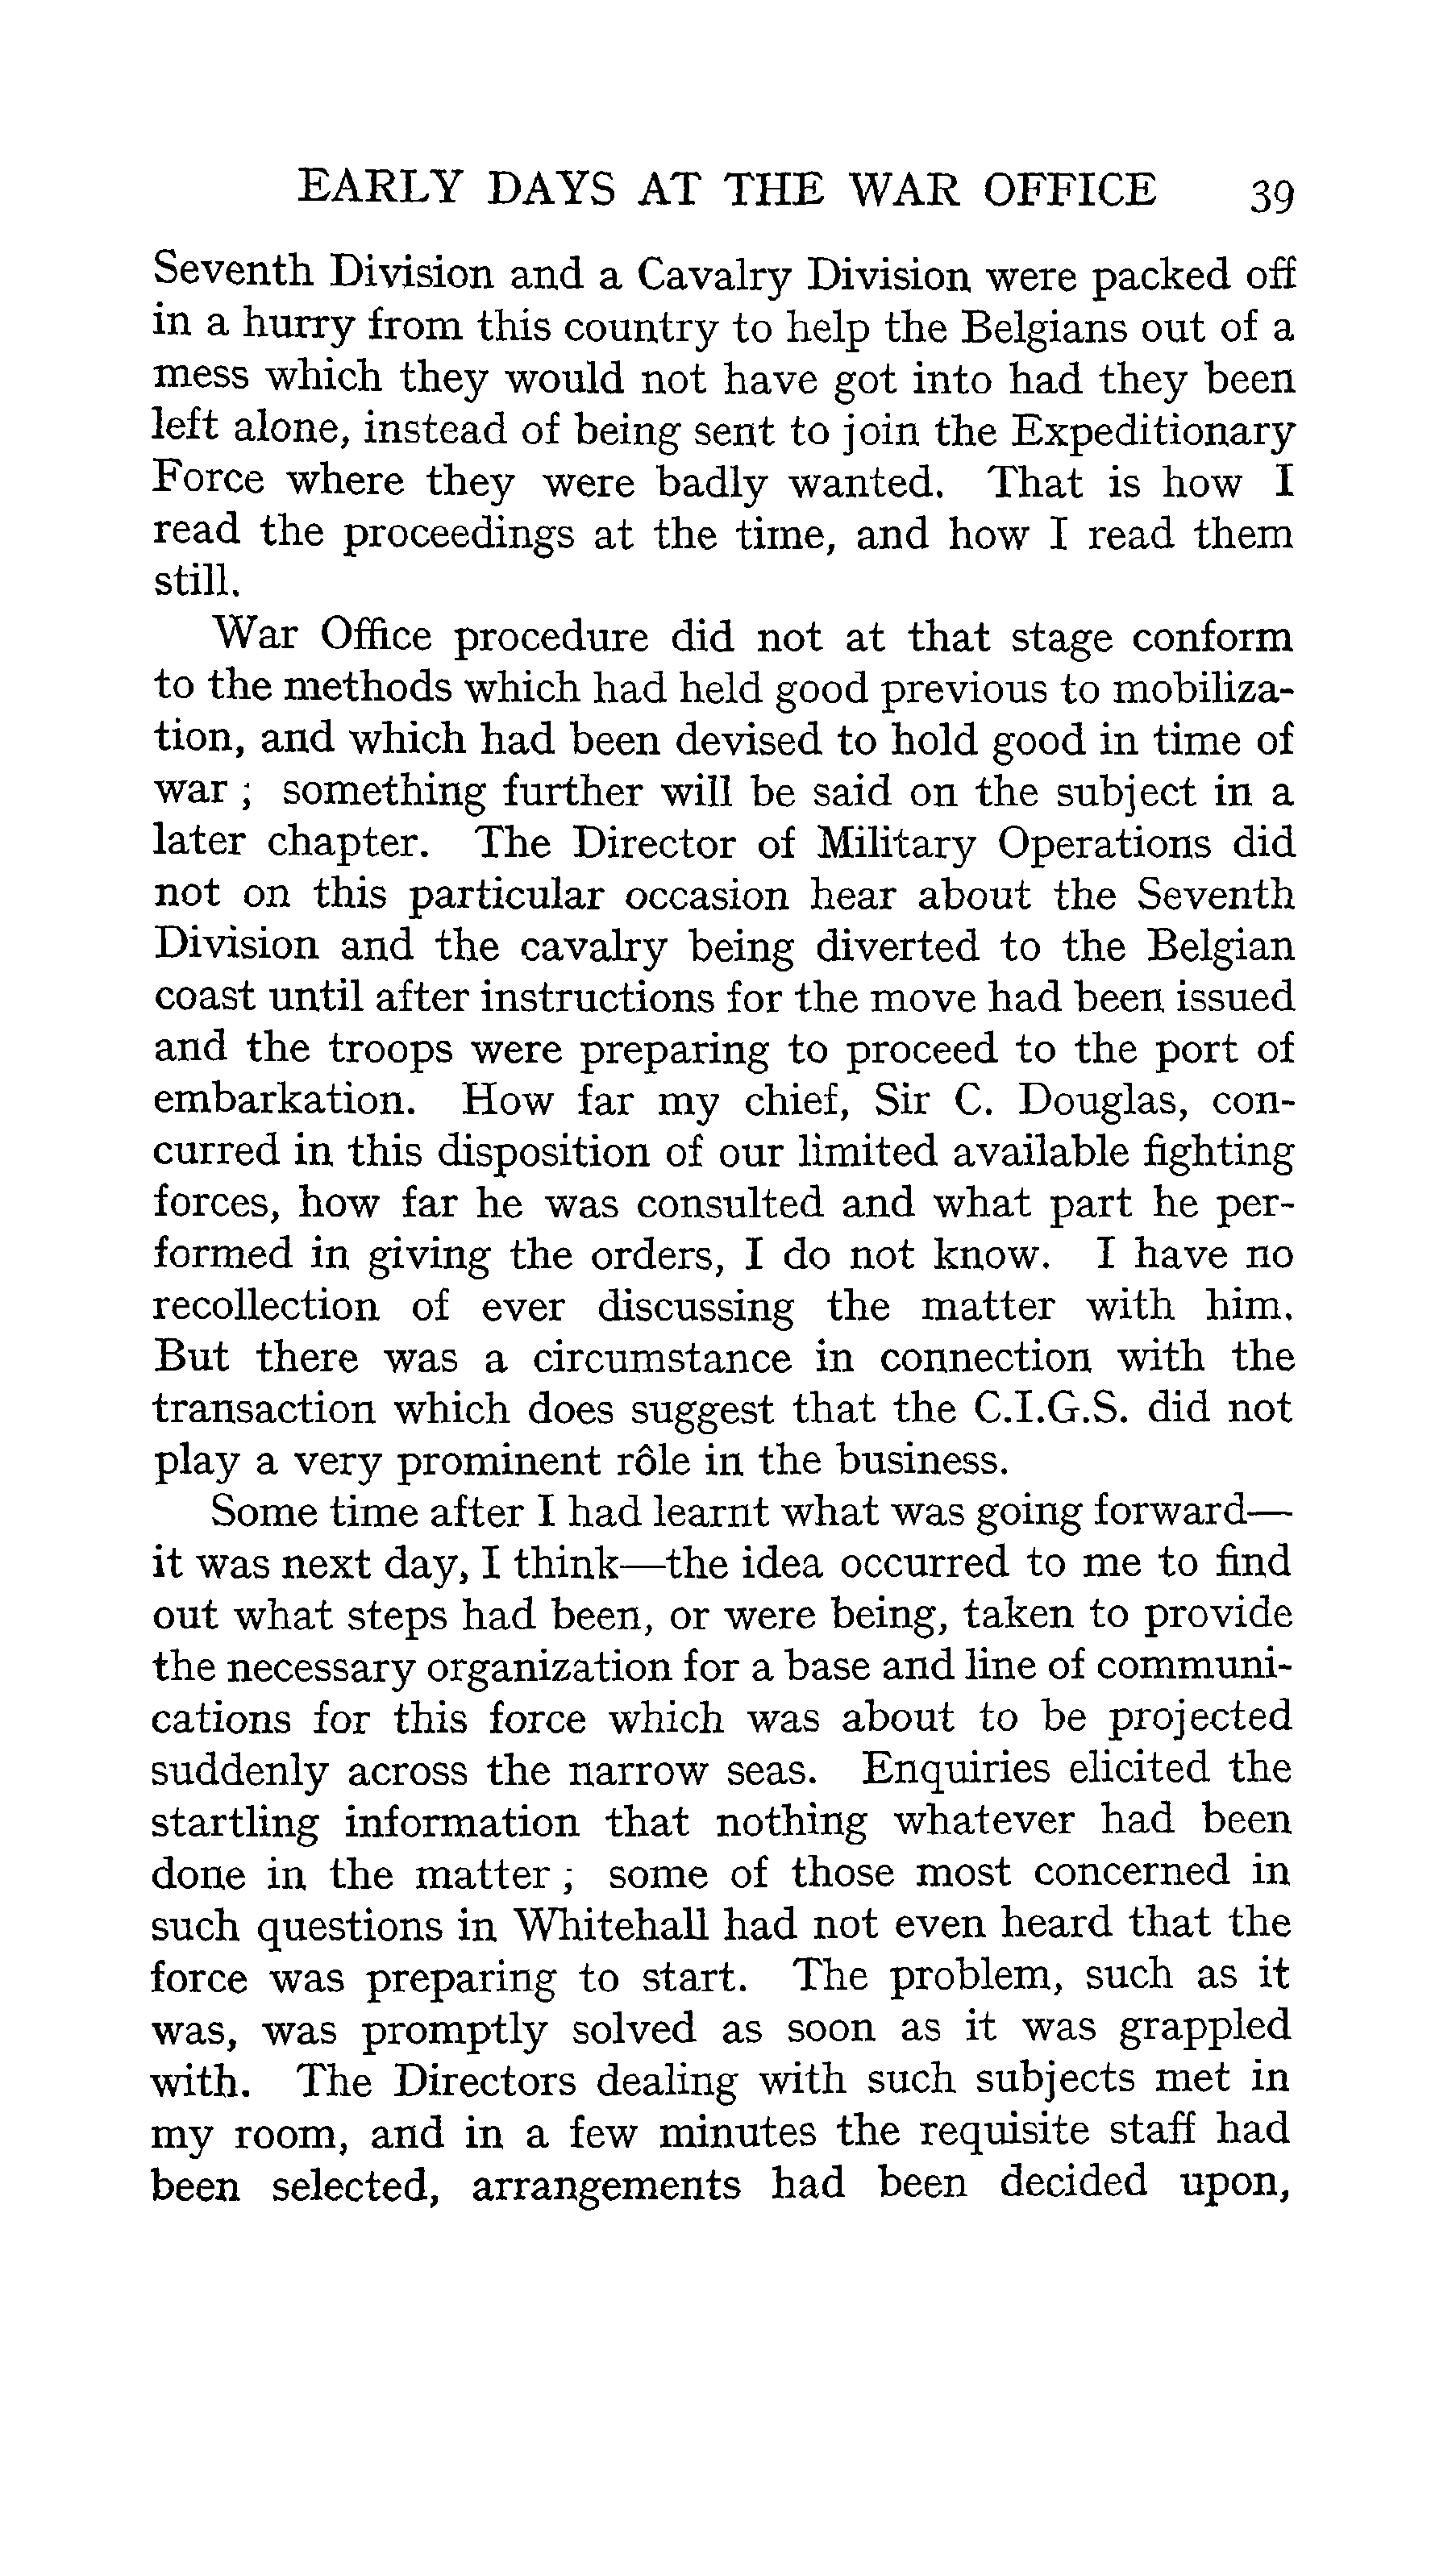 EARLY DAYS AT THE WAR OFFICE 39
Seventh Division and a Cavalry Division were packed off
in a hurry from this country to help the Belgians out of a
mess which they would not have got into had they been
left alone, instead of being sent to join the Expeditionary
Force where they were badly wanted. That is how I
read the proceedings at the time, and how I read them
still.
War Office procedure did not at that stage conform
to the methods which had held good previous to mobiliza-
tion, and which had been devised to hold good in time of
war ; something further will be said on the subject in a
later chapter. The Director of Military Operations did
not on this particular occasion hear about the Seventh
Division and the cavalry being diverted to the Belgian
coast until after instructions for the move had been issued
and the troops were preparing to proceed to the port of
embarkation. How far my chief, Sir C. Douglas, con-
curred in this disposition of our limited available fighting
forces, how far he was consulted and what part he per-
formed in giving the orders, I do not know. I have no
recollection of ever discussing the matter with him.
But there was a circumstance in connection with the
transaction which does suggest that the C.I.G.S. did not
play a very prominent rôle in the business.
Some time after I had learnt what was going forward—
it was next day, I think—the idea occurred to me to find
out what steps had been, or were being, taken to provide
the necessary organization for a base and line of communi-
cations for this force which was about to be projected
suddenly across the narrow seas. Enquiries elicited the
startling information that nothing whatever had been
done in the matter ; some of those most concerned in
such questions in Whitehall had not even heard that the
force was preparing to start. The problem, such as it
was, was promptly solved as soon as it was grappled
with. The Directors dealing with such subjects met in
my room, and in a few minutes the requisite staff had
been selected, arrangements had been decided upon,